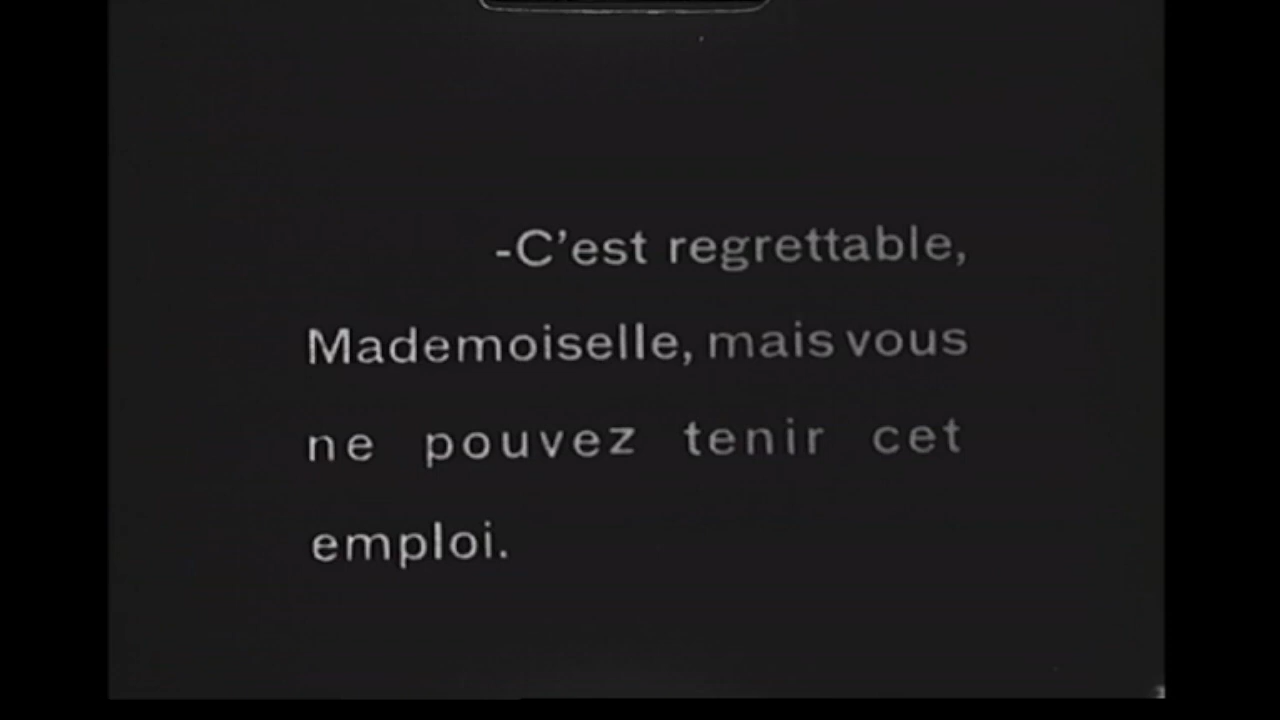 -C’est regrettable,
Mademoiselle, mais vous
ne pouvez tenir cet
emploi.